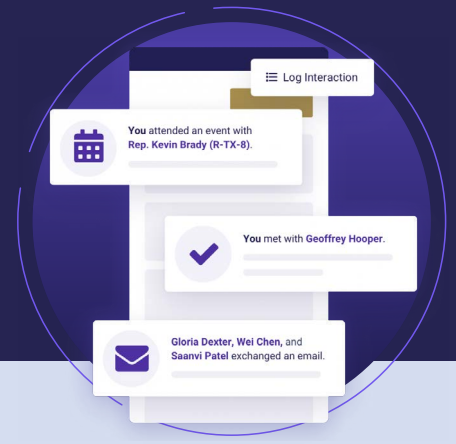 Log Interaction
You attended an event with
Rep. Kevin Brady (R-TX-8).
You met with Geoffrey Hooper.
Gloria Dexter, Wei Chen, and
Saanvi Patel exchanged an email.